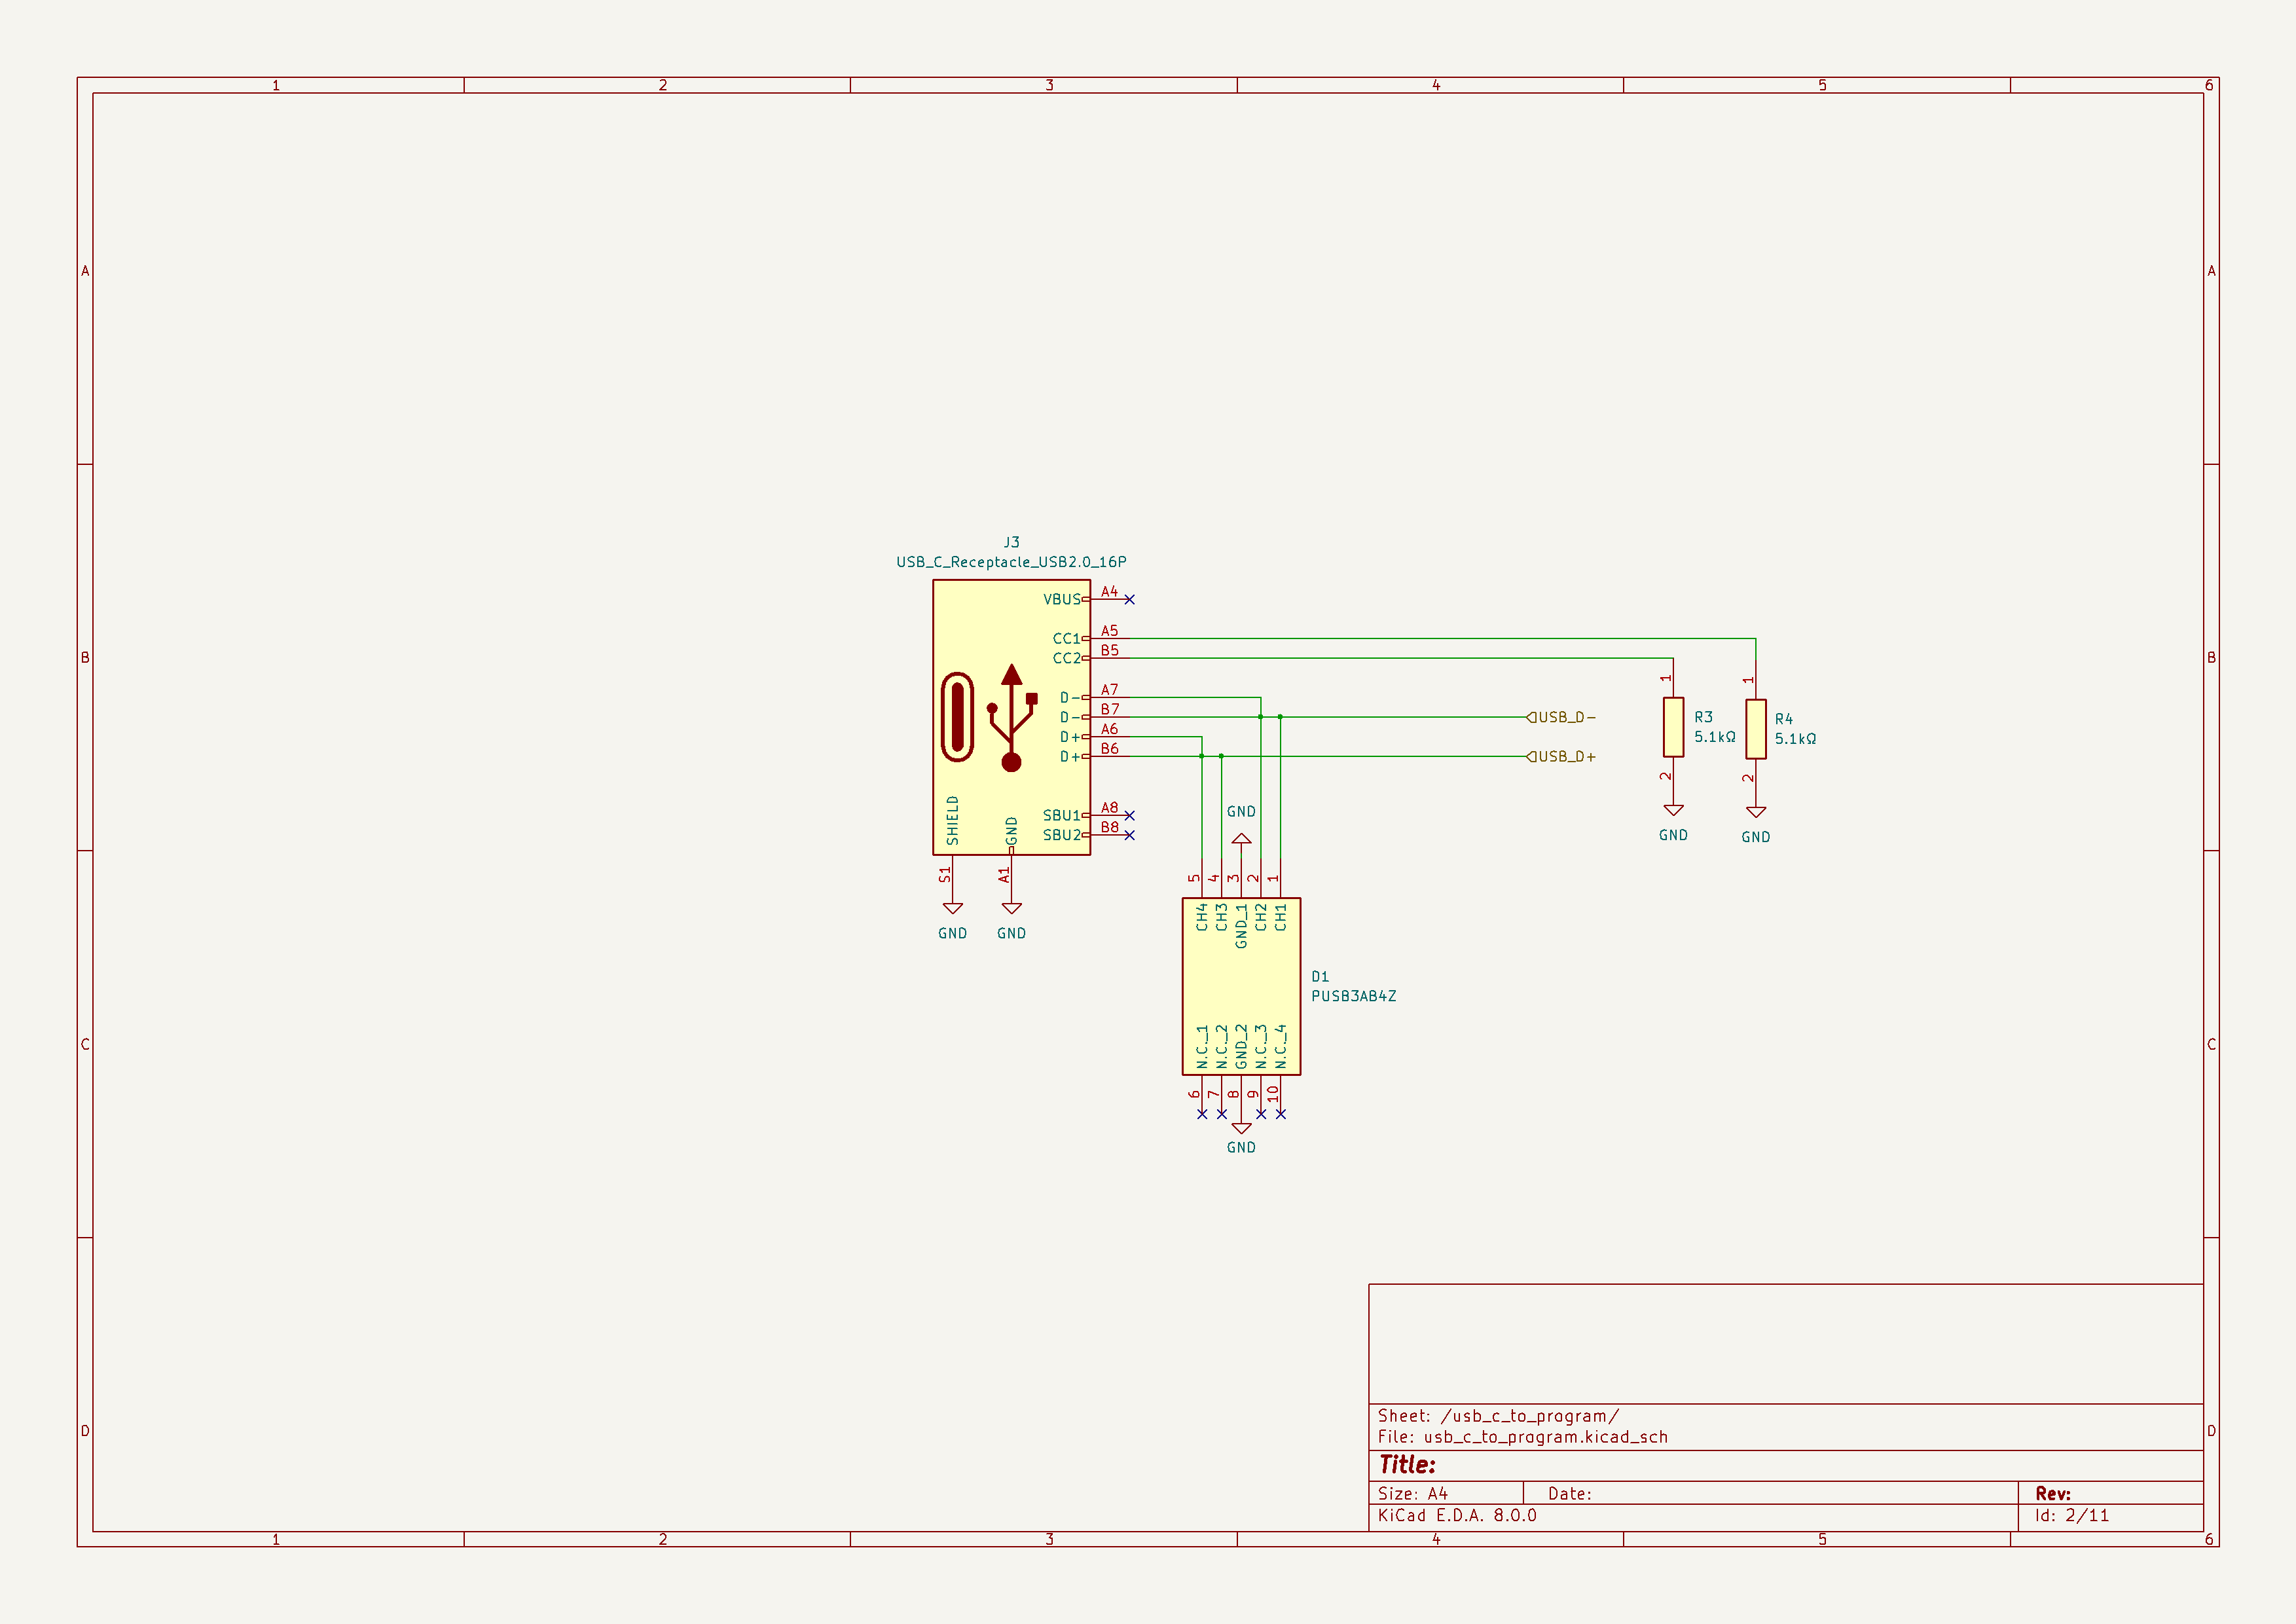 1 2 3 4 5 6
A A
B B
C C
D D
J3
USB_C_Receptacle_USB2.0_16P
VBUS A4
CC1 A5
CC2 B5
D- A7
D- B7
D+ A6
D+ B6
SBU1 A8
SBU2 B8
SHIELD
GND
S1
A1
GND
GND
USB_D-
USB_D+
1
R3
5.1kΩ
2
GND
1
R4
5.1kΩ
2
GND
GND
5 4 3 2 1
CH4 CH3 GND_1 CH2 CH1
D1
PUSB3AB4Z
N.C._1 N.C._2 GND_2 N.C._3 N.C._4
6 7 8 9 10
GND
Sheet: /usb_c_to_program/
File: usb_c_to_program.kicad_sch
Title:
Size: A4 Date: Rev:
KiCad E.D.A. 8.0.0 Id: 2/11
1 2 3 4 5 6